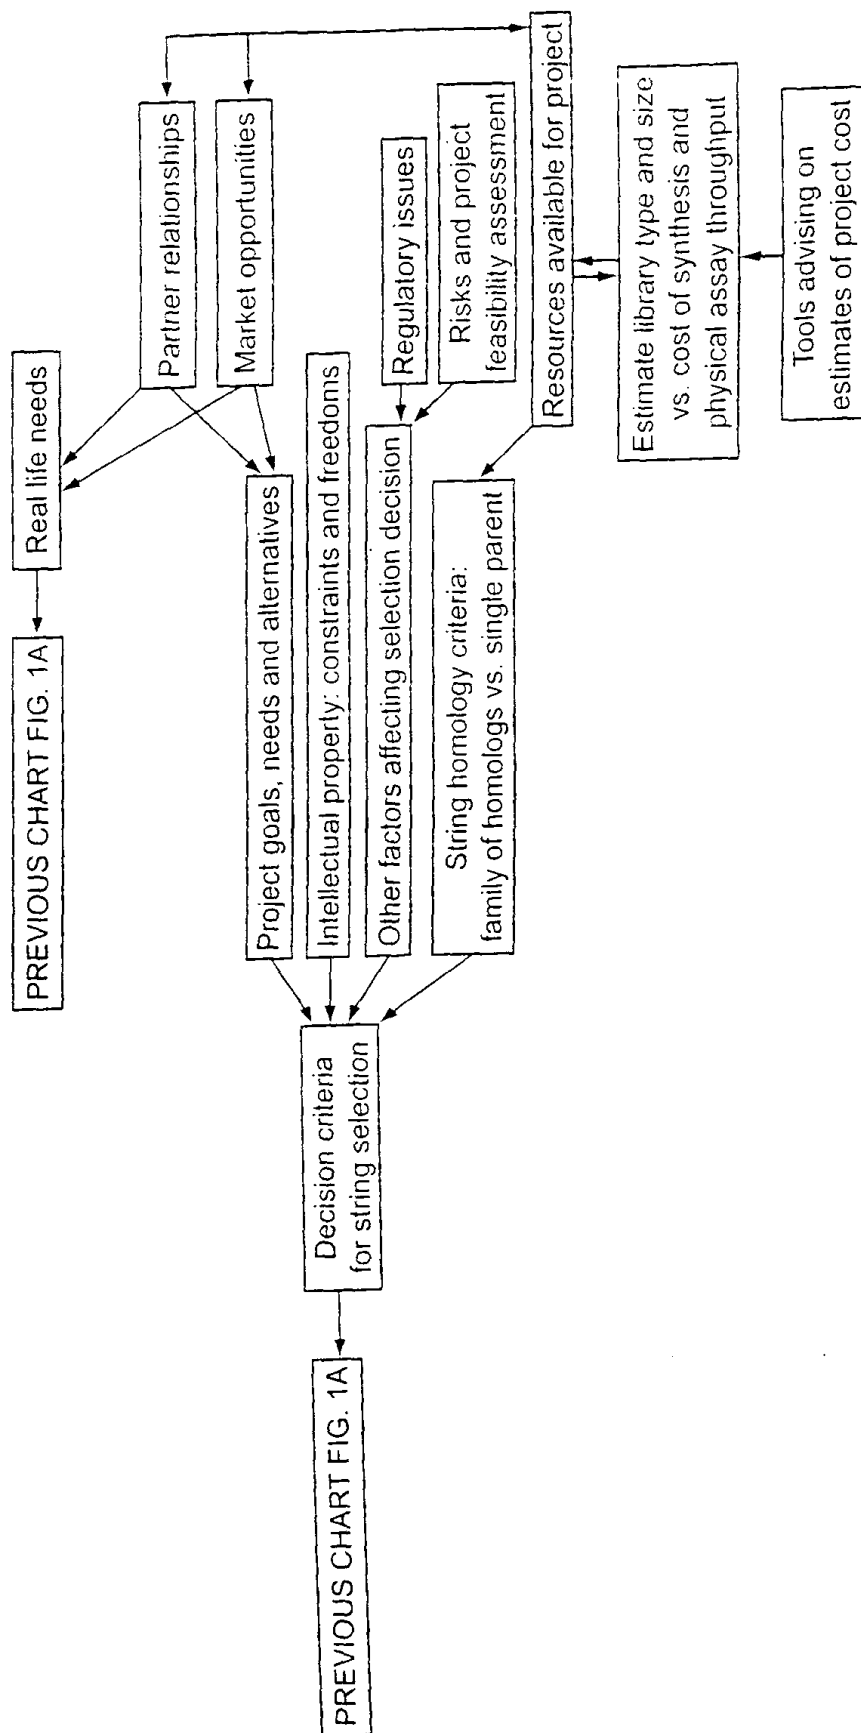 PREVIOUS CHART FIG. 1A
Real life needs
Partner relationships
Market opportunities
Project goals, needs and alternatives
Intellectual property: constraints and freedoms
Regulatory issues
Other factors affecting selection decision
Risks and project
feasibility assessment
Decision criteria
for string selection
PREVIOUS CHART FIG. 1A
String homology criteria:
family of homologs vs. single parent
Resources available for project
Estimate library type and size
vs. cost of synthesis and
physical assay throughput
Tools advising on
estimates of project cost